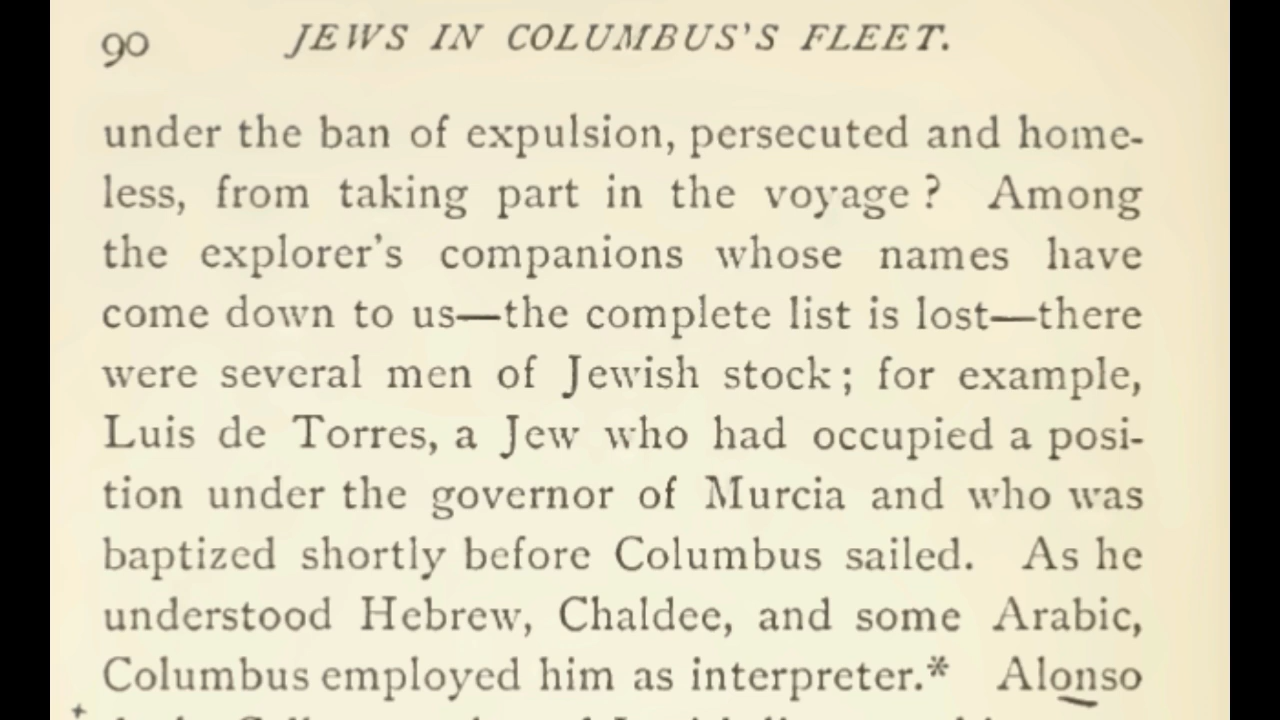 90 JEWS IN COLUMBUS'S FLEET.
under the ban of expulsion, persecuted and home-
less, from taking part in the voyage? Among
the explorer's companions whose names have
come down to us—the complete list is lost—there
were several men of Jewish stock; for example,
Luis de Torres, a Jew who had occupied a posi-
tion under the governor of Murcia and who was
baptized shortly before Columbus sailed. As he
understood Hebrew, Chaldee, and some Arabic,
Columbus employed him as interpreter.* Alonso